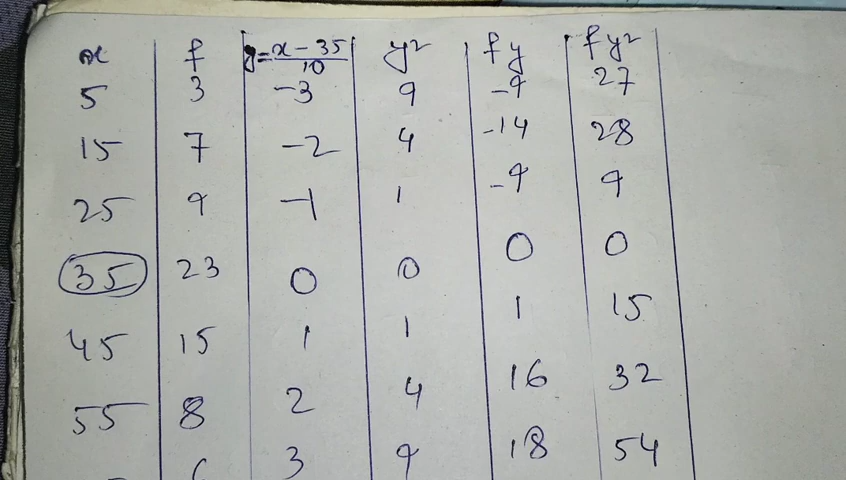 x f y = x - 35 / 10 y² fy fy²
5 3 -3 9 -9 27
15 7 -2 4 -14 28
25 9 -1 1 -9 9
35 23 0 0 0 0
45 15 1 1 1 15
55 8 2 4 16 32
3 9 18 54